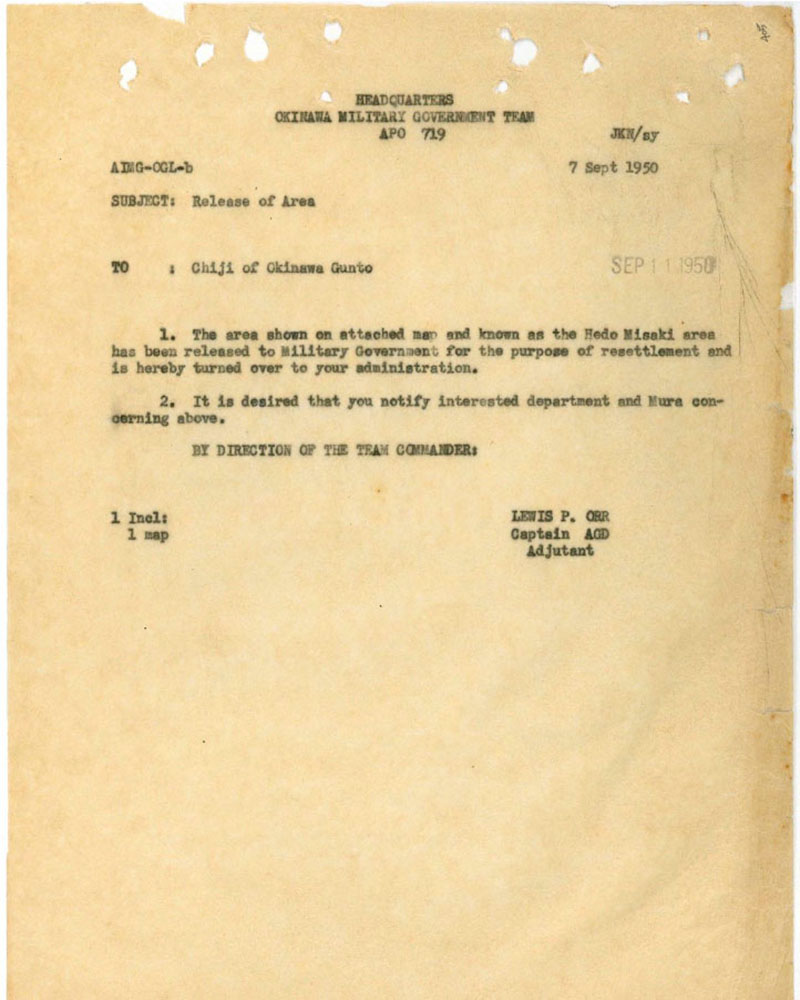 HEADQUARTERS
OKINAWA MILITARY GOVERNMENT TEAM
APO 719
JKN/sy
AIMG-OGL-b
7 Sept 1950
SUBJECT: Release of Area
TO : Chiji of Okinawa Gunto
SEP 11 1950
1. The area shown on attached map and known as the Hedo Misaki area
has been released to Military Government for the purpose of resettlement and
is hereby turned over to your administration.
2. It is desired that you notify interested department and Mura con-
cerning above.
BY DIRECTION OF THE TEAM COMMANDER:
1 Incl:
1 map
LEWIS P. ORR
Captain AGD
Adjutant